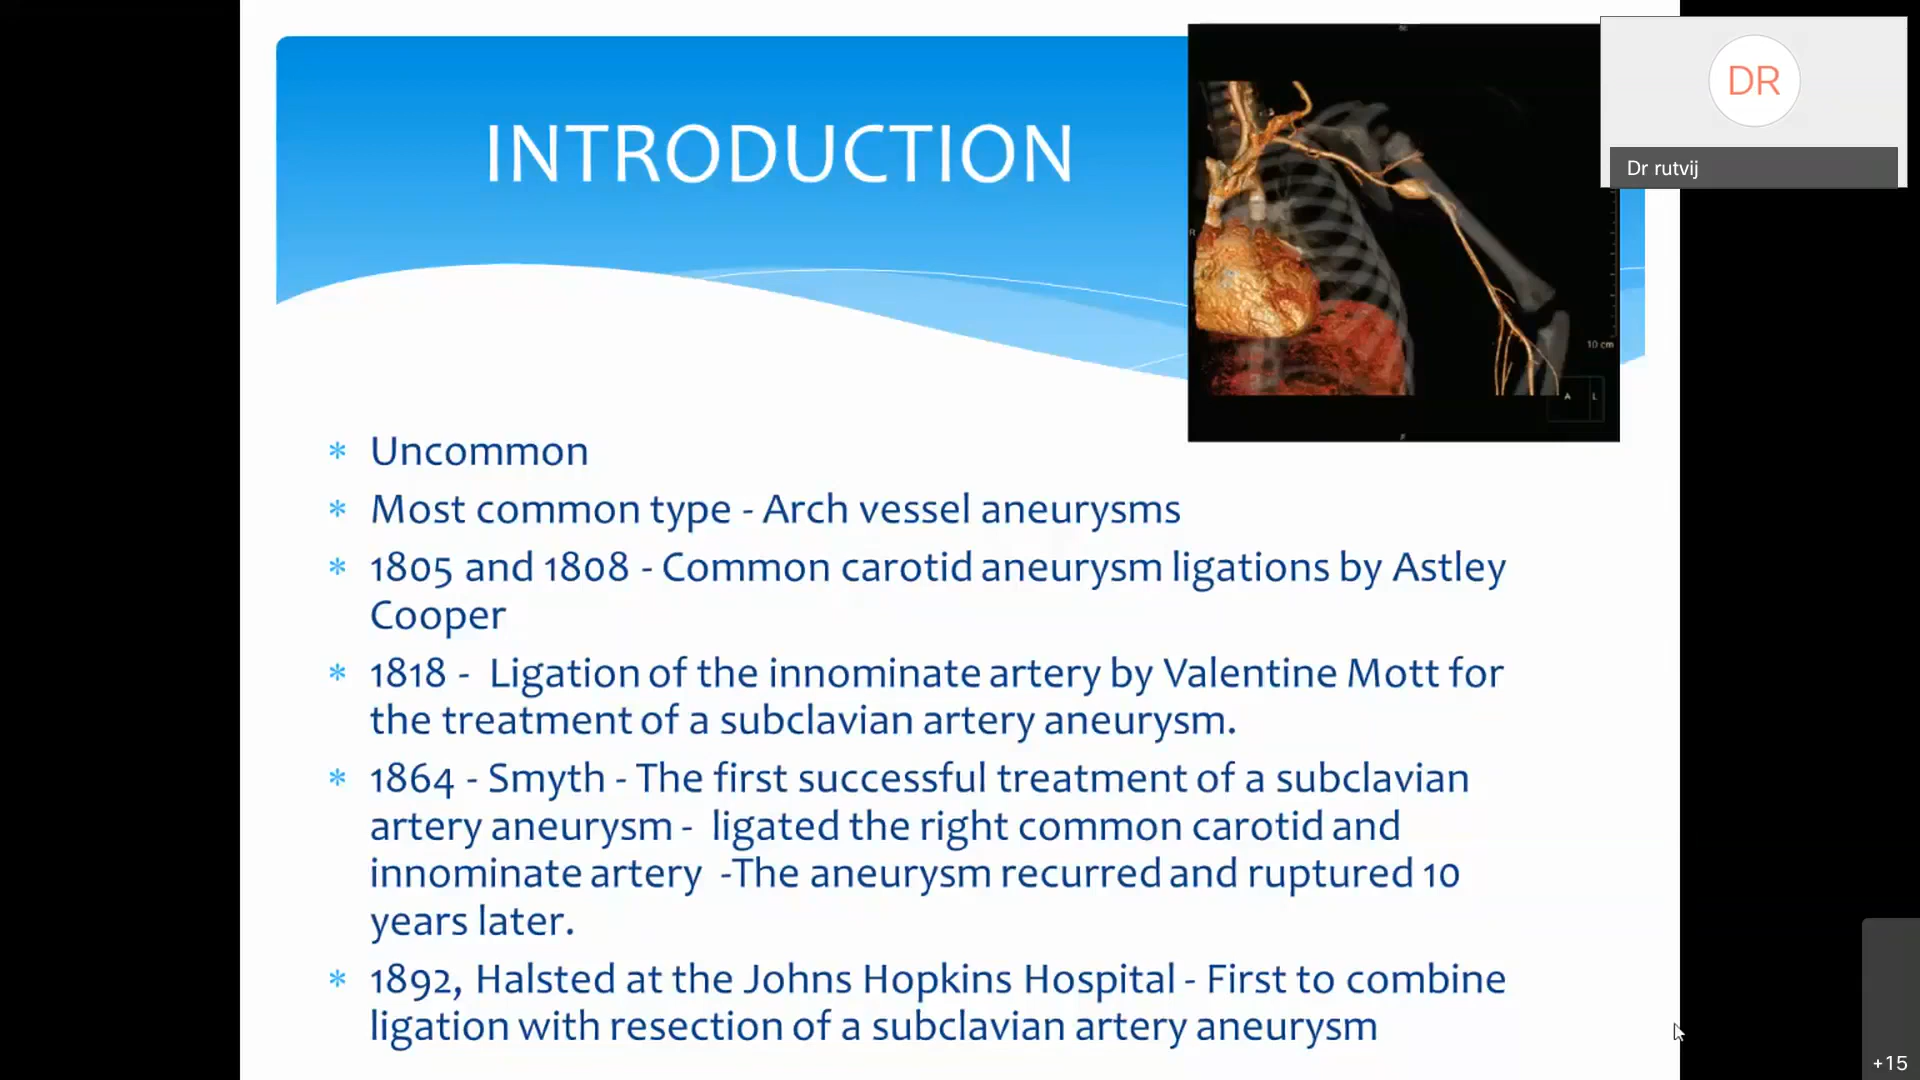 INTRODUCTION
DR
Dr rutvij
R
10 cm
A L
* Uncommon
* Most common type - Arch vessel aneurysms
* 1805 and 1808 - Common carotid aneurysm ligations by Astley
Cooper
* 1818 - Ligation of the innominate artery by Valentine Mott for
the treatment of a subclavian artery aneurysm.
* 1864 - Smyth - The first successful treatment of a subclavian
artery aneurysm - ligated the right common carotid and
innominate artery -The aneurysm recurred and ruptured 10
years later.
* 1892, Halsted at the Johns Hopkins Hospital - First to combine
ligation with resection of a subclavian artery aneurysm
+15